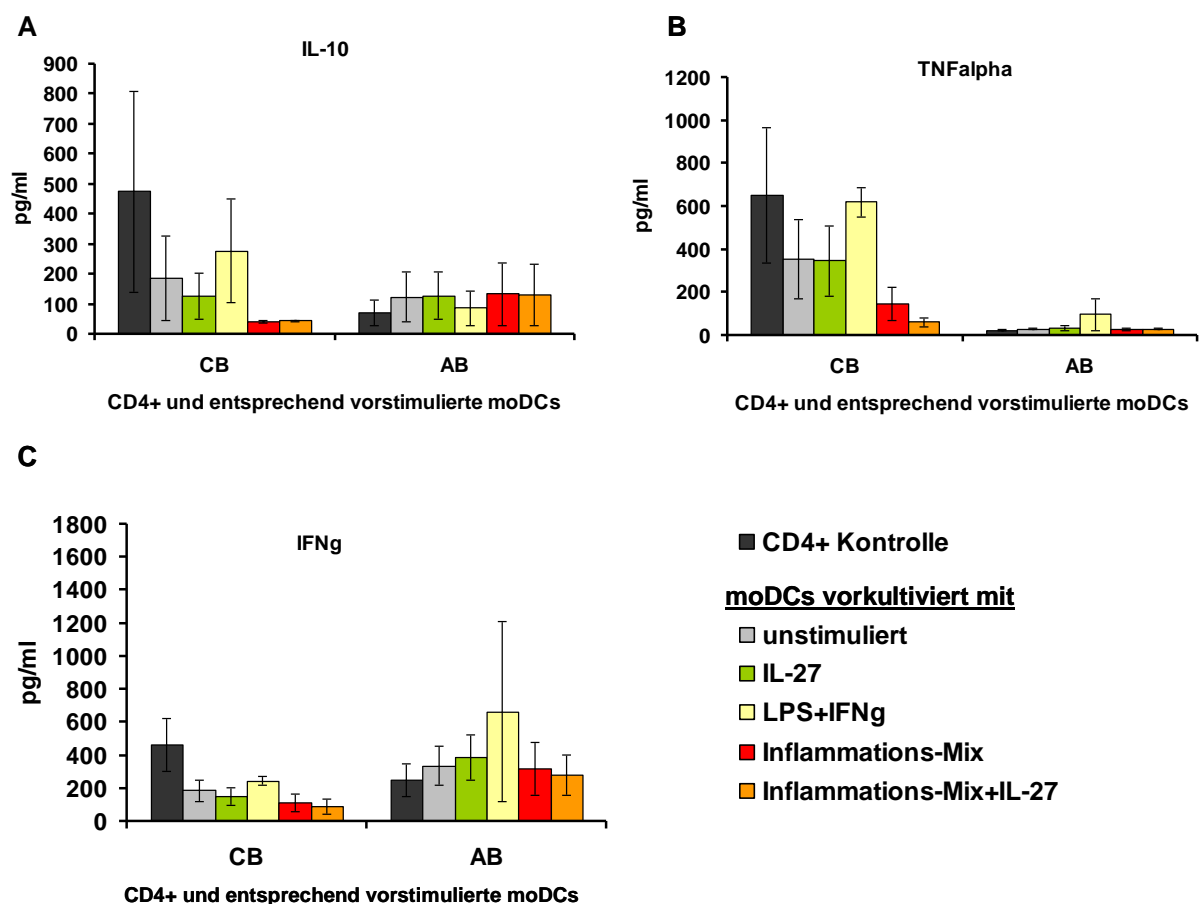 A
IL-10
900
800
700
600
500
400
300
200
100
0
pg/ml
CB
AB
CD4+ und entsprechend vorstimulierte moDCs
B
TNFalpha
1200
1000
800
600
400
200
0
pg/ml
CB
AB
CD4+ und entsprechend vorstimulierte moDCs
C
IFNg
1800
1600
1400
1200
1000
800
600
400
200
0
pg/ml
CB
AB
CD4+ und entsprechend vorstimulierte moDCs
CD4+ Kontrolle
moDCs vorkultiviert mit
unstimuliert
IL-27
LPS+IFNg
Inflammations-Mix
Inflammations-Mix+IL-27